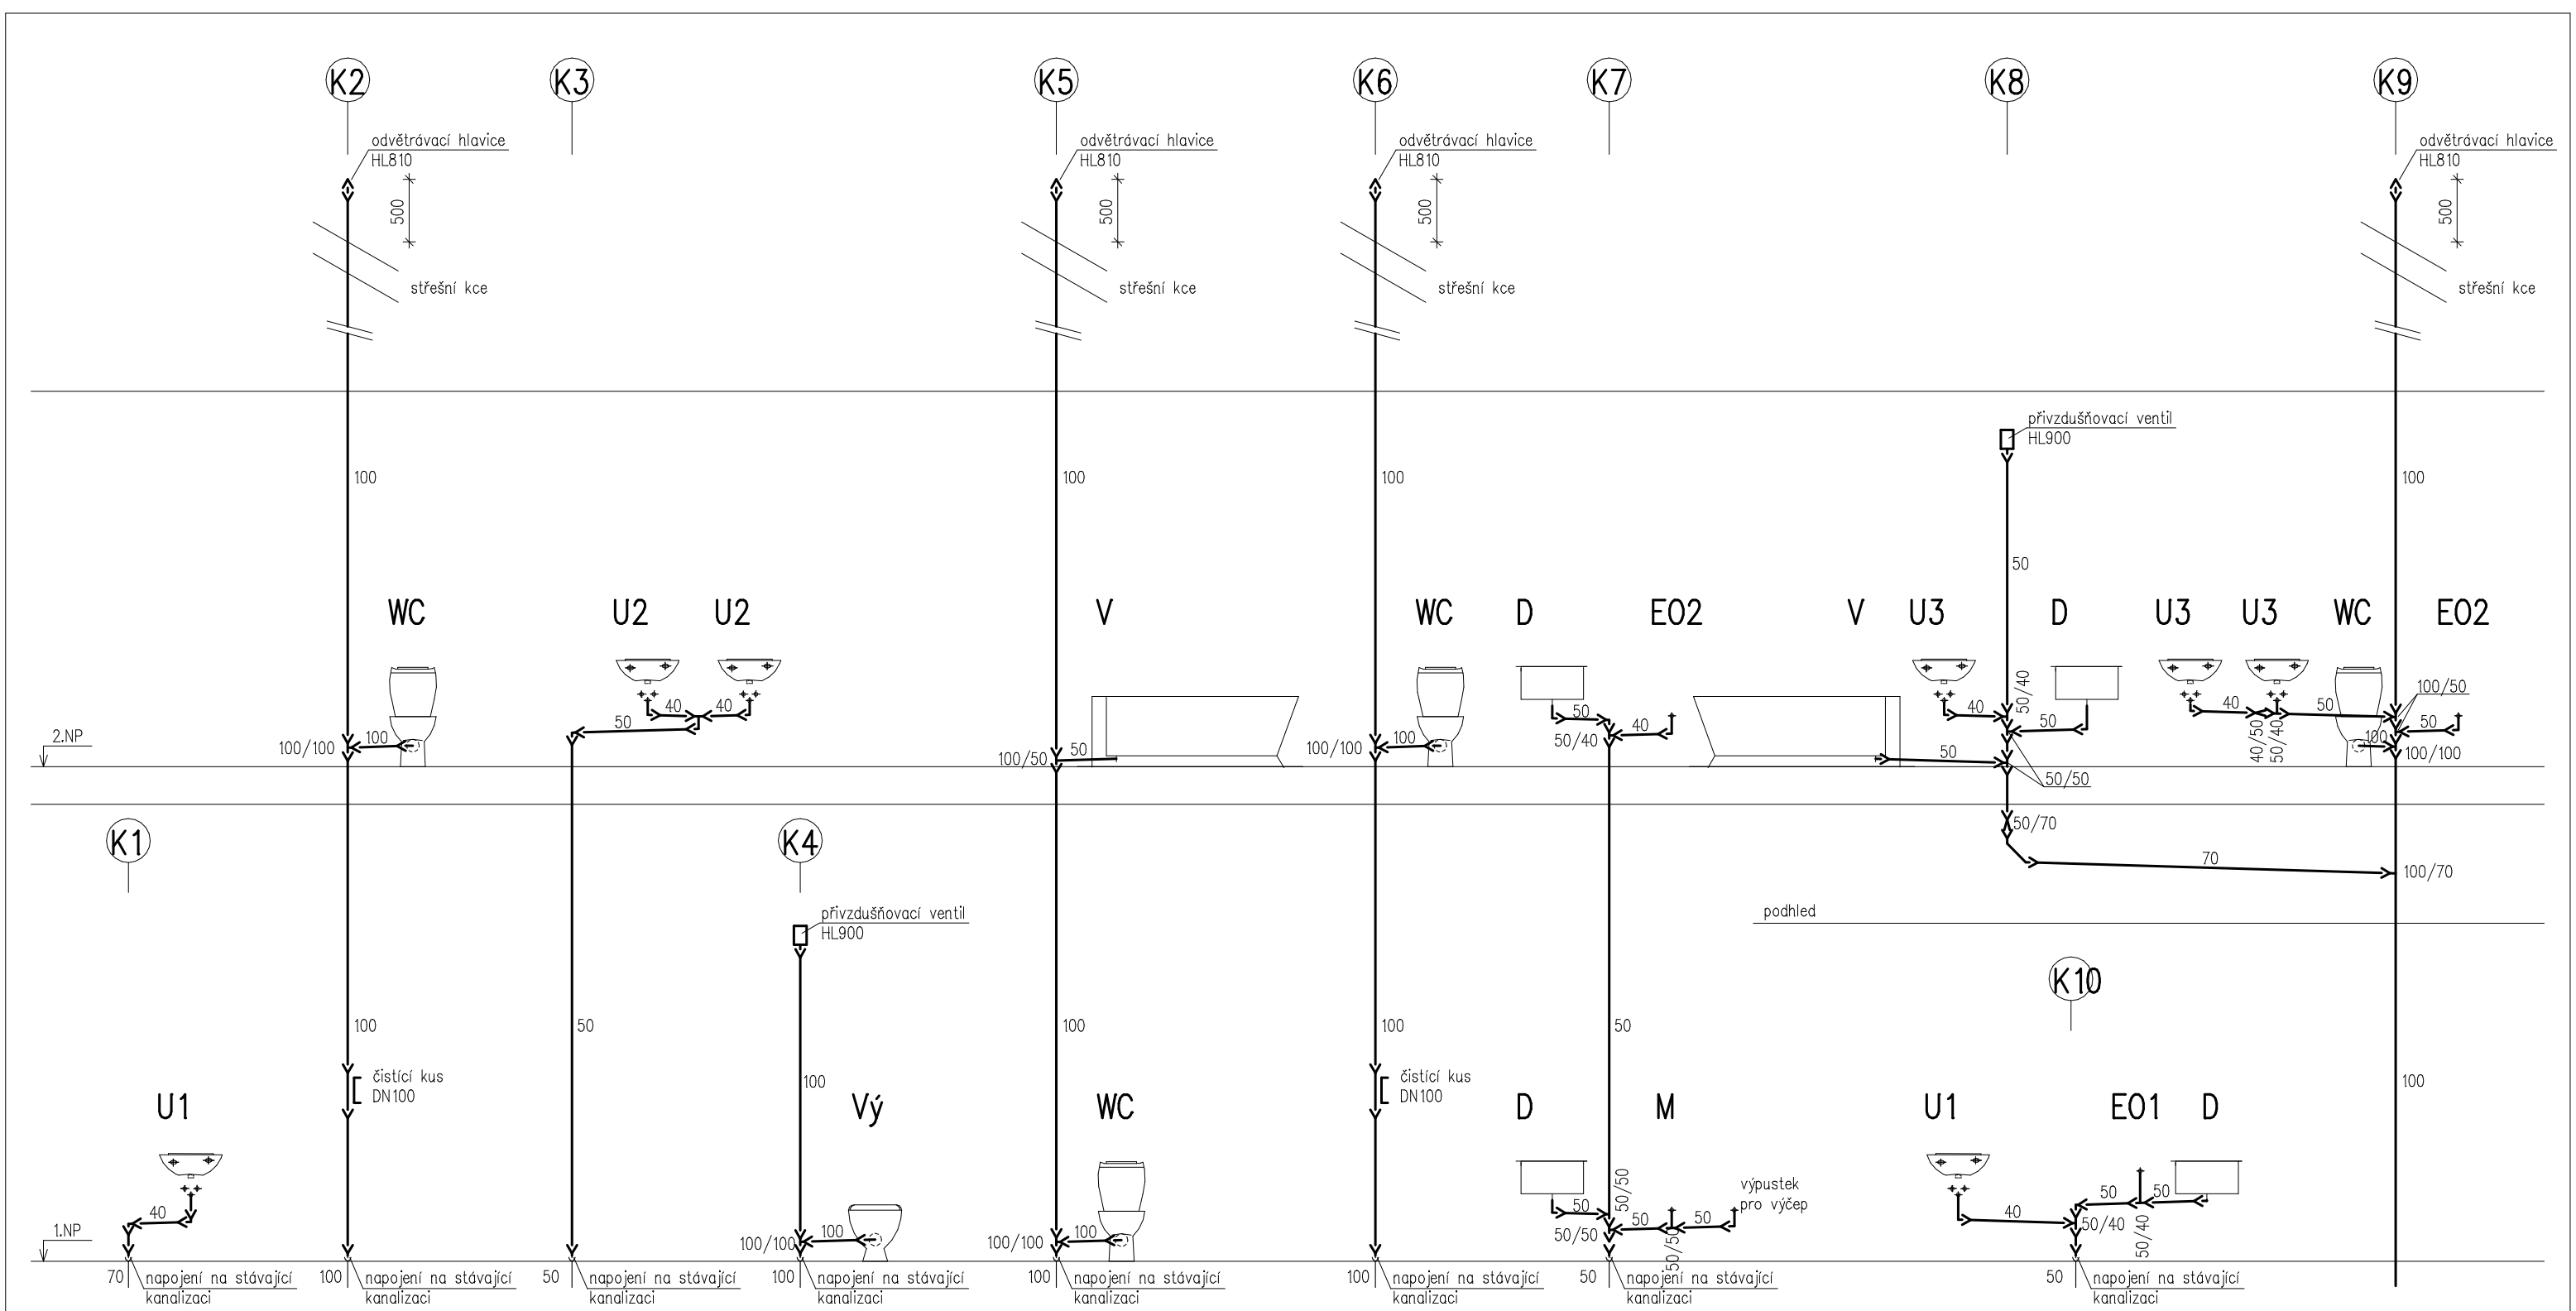 K2
K3
K5
K6
K7
K8
K9
odvětrávací hlavice
HL810
odvětrávací hlavice
HL810
odvětrávací hlavice
HL810
odvětrávací hlavice
HL810
500
500
500
500
střešní kce
střešní kce
střešní kce
střešní kce
přivzdušňovací ventil
HL900
100
100
100
100
50
WC
U2
U2
V
WC
D
EO2
V
U3
D
U3
U3
WC
EO2
2.NP
100/100
100
50
40
40
100/50
50
100/100
100
50
50/40
40
50
40
50/40
50
50/50
40
40/50
50/40
50
100/50
50
100
100/100
K1
K4
50/70
70
100/70
podhled
přivzdušňovací ventil
HL900
K10
100
50
100
100
100
50
100
čistící kus
DN100
čistící kus
DN100
U1
Vý
WC
D
M
U1
EO1
D
výpustek
pro výčep
1.NP
40
100/100
100
100/100
100
50
50/50
50/50
50
50/50
50
40
50
50/40
50/40
50
70
napojení na stávající
kanalizaci
100
napojení na stávající
kanalizaci
50
napojení na stávající
kanalizaci
100
napojení na stávající
kanalizaci
100
napojení na stávající
kanalizaci
100
napojení na stávající
kanalizaci
50
napojení na stávající
kanalizaci
50
napojení na stávající
kanalizaci